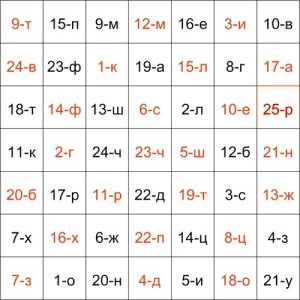 9-т 15-п 9-м 12-м 16-е 3-и 10-в
24-в 23-ф 1-к 19-а 15-л 8-г 17-а
18-т 14-ф 13-ш 6-с 2-л 10-е 25-р
11-к 2-г 24-ч 23-ч 5-ш 12-б 21-н
20-б 17-р 11-р 22-д 19-т 3-с 13-ж
7-х 16-х 6-ж 22-п 14-ц 8-ц 4-з
7-з 1-о 20-н 4-д 5-и 18-о 21-у